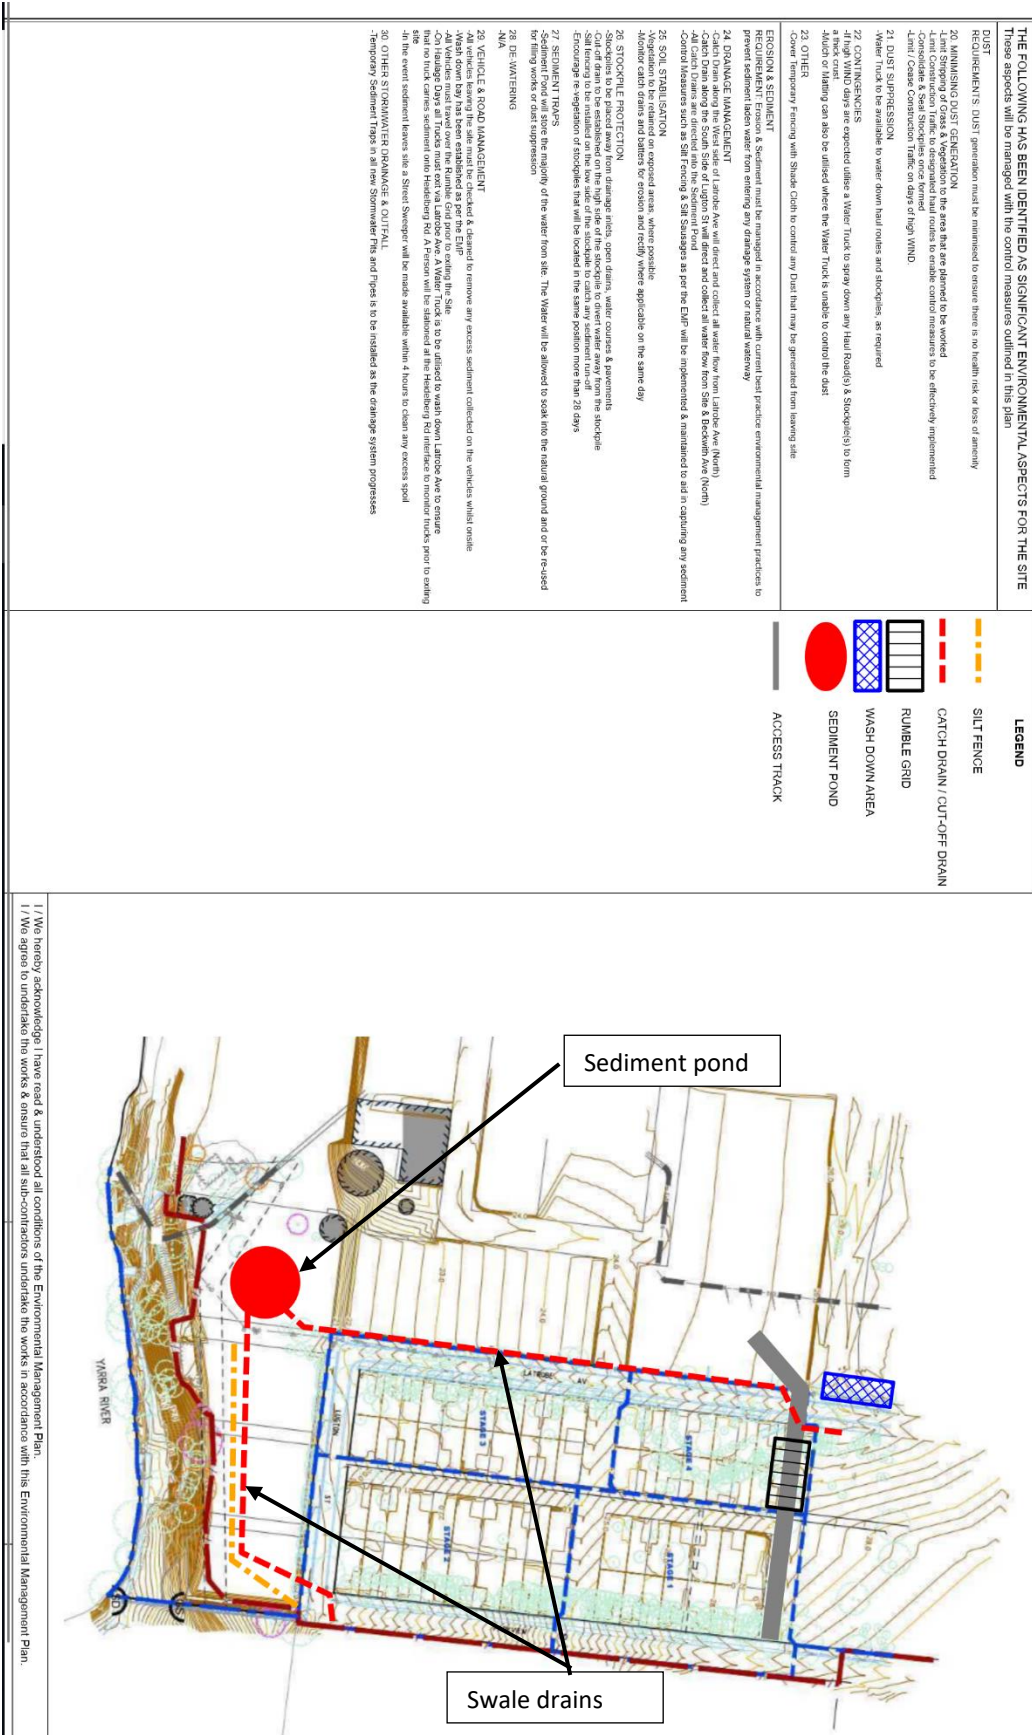 THE FOLLOWING HAS BEEN IDENTIFIED AS SIGNIFICANT ENVIRONMENTAL ASPECTS FOR THE SITE
These aspects will be managed with the control measures outlined in this plan
DUST
REQUIREMENTS: DUST generation must be minimised to ensure there is no health risk or loss of amenity
20 MINIMISING DUST GENERATION
-Limit Stripping of Grass & Vegetation to the area that are planned to be worked
-Limit Construction Traffic to designated haul routes to enable control measures to be effectively implemented
-Consolidate & Seal Stockpiles once formed
-Limit / Cease Construction Traffic on days of high WIND.
21 DUST SUPPRESSION
-Water Truck to be available to water down haul routes and stockpiles, as required
22 CONTINGENCIES
-If high WIND days are expected utilise a Water Truck to spray down any Haul Road(s) & Stockpile(s) to form
a thick crust
-Mulch or Matting can also be utilised where the Water Truck is unable to control the dust
23 OTHER
-Cover Temporary Fencing with Shade Cloth to control any Dust that may be generated from leaving site
EROSION & SEDIMENT
REQUIREMENT: Erosion & Sediment must be managed in accordance with current best practice environmental management practices to
prevent sediment laden water from entering any drainage system or natural waterway
24 DRAINAGE MANAGEMENT
-Catch Drain along the West side of Latrobe Ave will direct and collect all water flow from Latrobe Ave (North)
-Catch Drain along the South Side of Lugton St will direct and collect all water flow from Site & Beckwith Ave (North)
-All Catch Drains are directed into the Sediment Pond
-Control Measures such as Silt Fencing & Silt Sausages as per the EMP will be implemented & maintained to aid in capturing any sediment
25 SOIL STABILISATION
-Vegetation to be retained on exposed areas, where possible
-Monitor catch drains and batters for erosion and rectify where applicable on the same day
26 STOCKPILE PROTECTION
-Stockpiles to be placed away from drainage inlets, open drains, water courses & pavements
-Cut-off drain to be established on the high side of the stockpile to divert water away from the stockpile
-Silt fencing to be installed on the low side of the stockpile to catch any sediment run-off
-Encourage re-vegetation of stockpiles that will be located in the same position more than 28 days
27 SEDIMENT TRAPS
-Sediment Pond will store the majority of the water from site. The Water will be allowed to soak into the natural ground and or be re-used
for filling works or dust suppression
28 DE-WATERING
-N/A
29 VEHICLE & ROAD MANAGEMENT
-All vehicles leaving the site must be checked & cleaned to remove any excess sediment collected on the vehicles whilst onsite
-Wash down bay has been established as per the EMP
-All Vehicles must travel over the Rumble Grid prior to exiting the Site
-On Haulage Days all Trucks must exit via Latrobe Ave. A Water Truck is to be utilised to wash down Latrobe Ave to ensure
that no truck carries sediment onto Heidelberg Rd. A Person will be stationed at the Heidelberg Rd interface to monitor trucks prior to exiting
site
-In the event sediment leaves site a Street Sweeper will be made available within 4 hours to clean any excess spoil
30 OTHER STORMWATER DRAINAGE & OUTFALL
-Temporary Sediment Traps in all new Stormwater Pits and Pipes is to be installed as the drainage system progresses
LEGEND
SILT FENCE
CATCH DRAIN / CUT-OFF DRAIN
RUMBLE GRID
WASH DOWN AREA
SEDIMENT POND
ACCESS TRACK
Sediment pond
Swale drains
LATROBE AV
LUGTON ST
STAGE 3
STAGE 4
STAGE 2
STAGE 1
23.0
24.0
24.0
24.0
YARRA RIVER
SD
I / We hereby acknowledge I have read & understood all conditions of the Environmental Management Plan.
I / We agree to undertake the works & ensure that all sub-contractors undertake the works in accordance with this Environmental Management Plan.